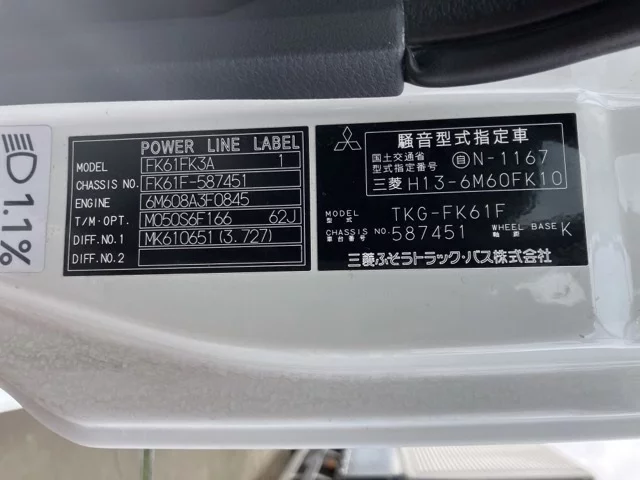 1.1%
POWER LINE LABEL
MODEL FK61FK3A 1
CHASSIS NO. FK61F-587451
ENGINE 6M608A3F0845
T/M・OPT. M050S6F166 62J
DIFF.NO.1 MK610651(3.727)
DIFF.NO.2
騒音型式指定車
国土交通省
型式指定番号 自N-1167
三菱 H13-6M60FK10
MODEL
車名型式 TKG-FK61F
CHASSIS NO.
車台番号 587451 WHEEL BASE
軸距 K
三菱ふそうトラック・バス株式会社